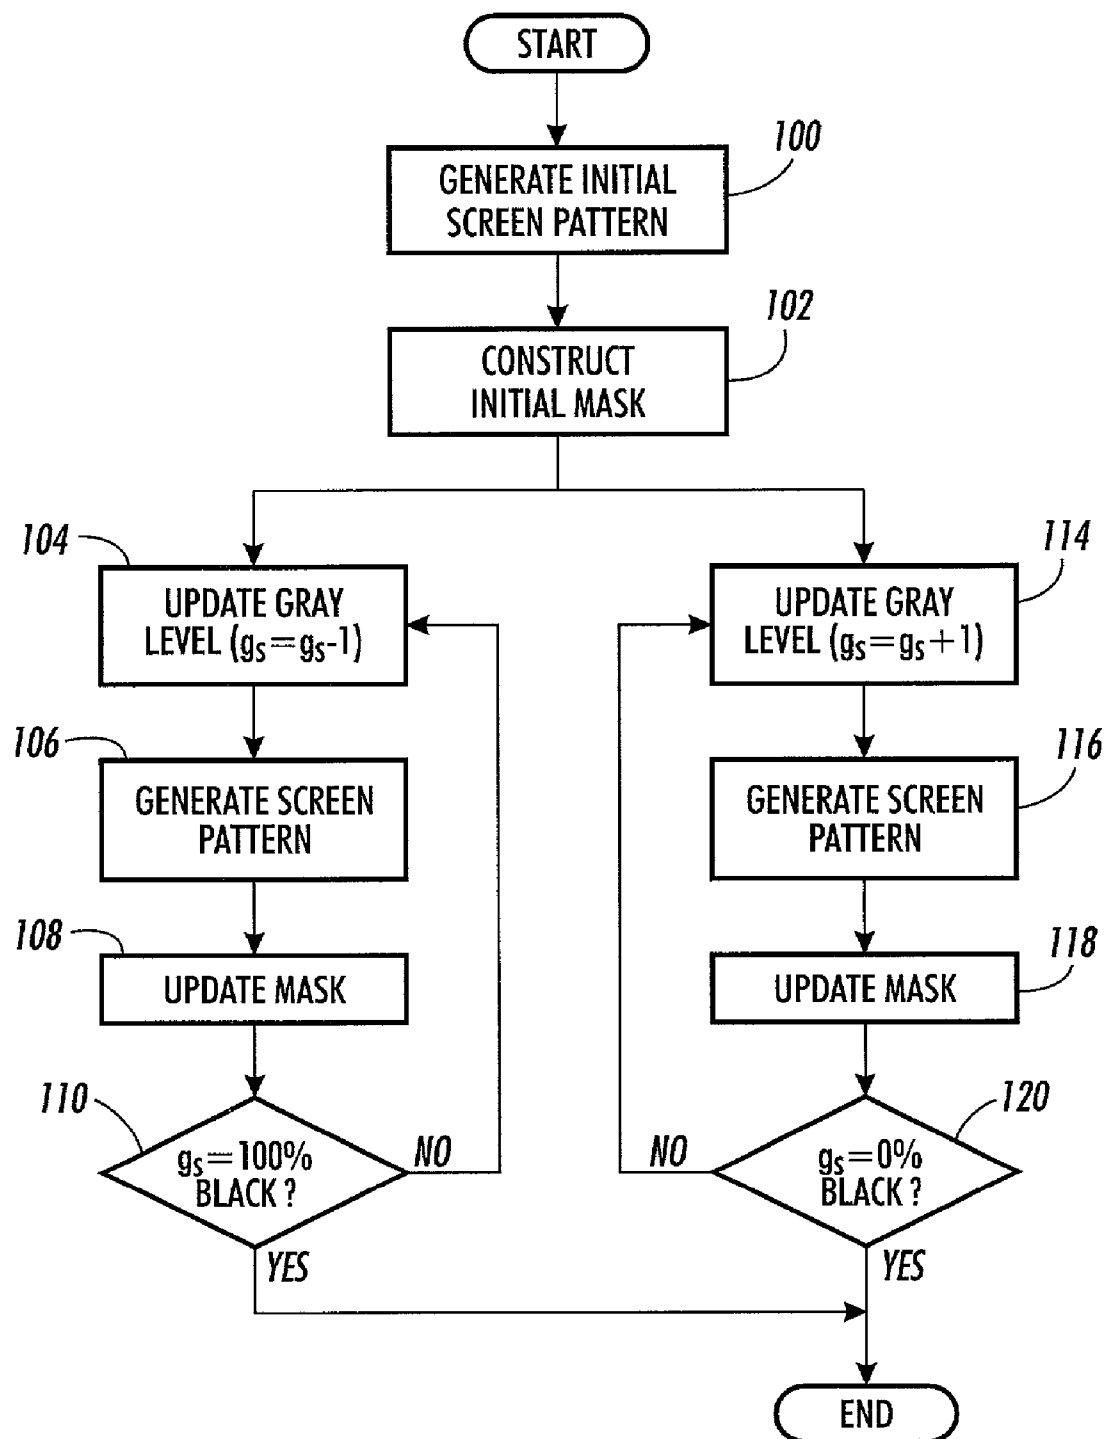 START
100
GENERATE INITIAL
SCREEN PATTERN
102
CONSTRUCT
INITIAL MASK
104
UPDATE GRAY
LEVEL (gs=gs-1)
106
GENERATE SCREEN
PATTERN
108
UPDATE MASK
110
gs=100%
BLACK?
NO
YES
114
UPDATE GRAY
LEVEL (gs=gs+1)
116
GENERATE SCREEN
PATTERN
118
UPDATE MASK
120
gs=0%
BLACK?
NO
YES
END